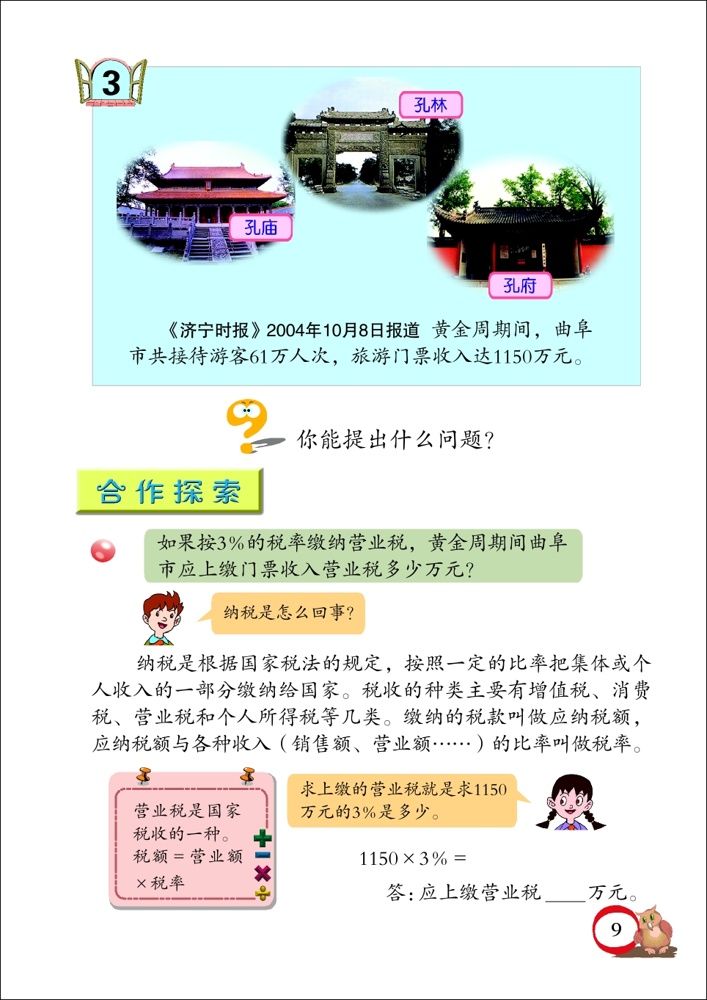 3
孔林
孔庙
孔府
《济宁时报》2004年10月8日报道 黄金周期间，曲阜
市共接待游客61万人次，旅游门票收入达1150万元。
你能提出什么问题？
合作探索
如果按3%的税率缴纳营业税，黄金周期间曲阜
市应上缴门票收入营业税多少万元？
纳税是怎么回事？
纳税是根据国家税法的规定，按照一定的比率把集体或个
人收入的一部分缴纳给国家。税收的种类主要有增值税、消费
税、营业税和个人所得税等几类。缴纳的税款叫做应纳税额，
应纳税额与各种收入（销售额、营业额……）的比率叫做税率。
营业税是国家
税收的一种。
税额＝营业额
×税率
求上缴的营业税就是求1150
万元的3%是多少。
1150×3%＝
答：应上缴营业税____万元。
9